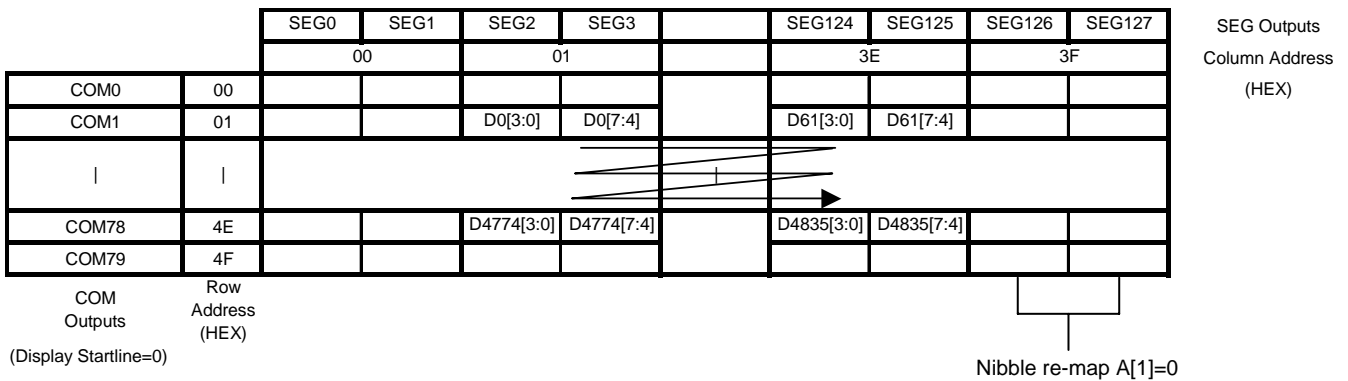 SEG0 SEG1 SEG2 SEG3 SEG124 SEG125 SEG126 SEG127 SEG Outputs
00 01 3E 3F Column Address
(HEX)
COM0 00
COM1 01 D0[3:0] D0[7:4] D61[3:0] D61[7:4]
| | |
COM78 4E D4774[3:0] D4774[7:4] D4835[3:0] D4835[7:4]
COM79 4F
COM
Outputs
(Display Startline=0)
Row
Address
(HEX)
Nibble re-map A[1]=0